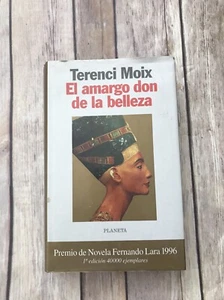 Terenci Moix
El amargo don
de la belleza
PLANETA
Premio de Novela Fernando Lara 1996
1ª edición 40000 ejemplares